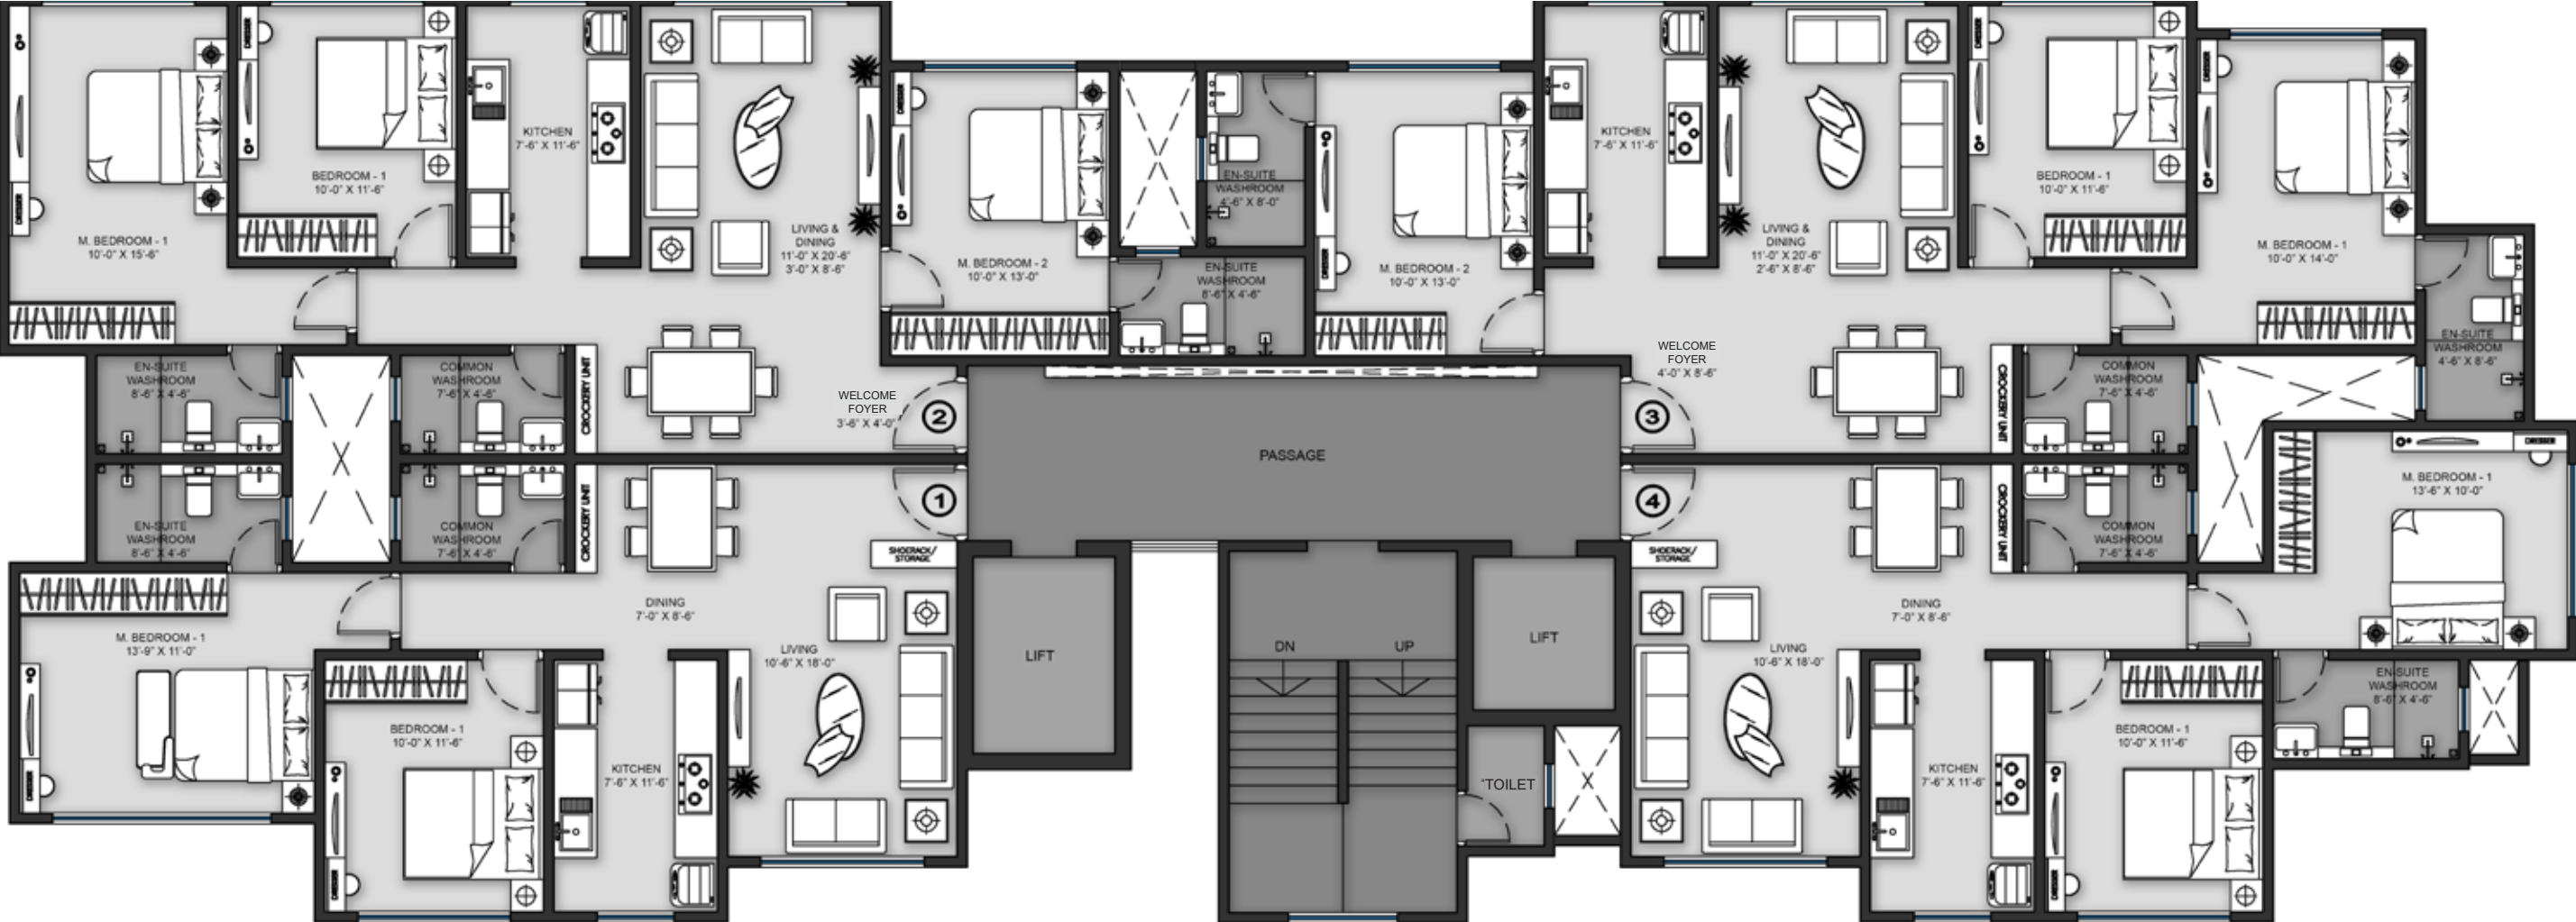 DRESSER
M. BEDROOM - 1
10'-0" X 15'-6"
DRESSER
BEDROOM - 1
10'-0" X 11'-6"
KITCHEN
7'-6" X 11'-6"
LIVING &
DINING
11'-0" X 20'-6"
3'-0" X 8'-6"
DRESSER
M. BEDROOM - 2
10'-0" X 13'-0"
EN-SUITE
WASHROOM
4'-6" X 8'-0"
EN-SUITE
WASHROOM
8'-6" X 4'-6"
DRESSER
M. BEDROOM - 2
10'-0" X 13'-0"
KITCHEN
7'-6" X 11'-6"
LIVING &
DINING
11'-0" X 20'-6"
2'-6" X 8'-6"
DRESSER
BEDROOM - 1
10'-0" X 11'-6"
DRESSER
M. BEDROOM - 1
10'-0" X 14'-0"
EN-SUITE
WASHROOM
4'-6" X 8'-6"
EN-SUITE
WASHROOM
8'-6" X 4'-6"
COMMON
WASHROOM
7'-6" X 4'-6"
CROCKERY UNIT
WELCOME
FOYER
3'-6" X 4'-0"
2
PASSAGE
WELCOME
FOYER
4'-0" X 8'-6"
3
CROCKERY UNIT
COMMON
WASHROOM
7'-6" X 4'-6"
EN-SUITE
WASHROOM
8'-6" X 4'-6"
COMMON
WASHROOM
7'-6" X 4'-6"
CROCKERY UNIT
1
SHOERACK/
STORAGE
4
SHOERACK/
STORAGE
CROCKERY UNIT
COMMON
WASHROOM
7'-6" X 4'-6"
DRESSER
M. BEDROOM - 1
13'-6" X 10'-0"
M. BEDROOM - 1
13'-9" X 11'-0"
DRESSER
DINING
7'-0" X 8'-6"
LIVING
10'-6" X 18'-0"
BEDROOM - 1
10'-0" X 11'-6"
DRESSER
KITCHEN
7'-6" X 11'-6"
LIFT
DN
UP
LIFT
'TOILET
DINING
7'-0" X 8'-6"
LIVING
10'-6" X 18'-0"
KITCHEN
7'-6" X 11'-6"
BEDROOM - 1
10'-0" X 11'-6"
DRESSER
EN-SUITE
WASHROOM
8'-6" X 4'-6"